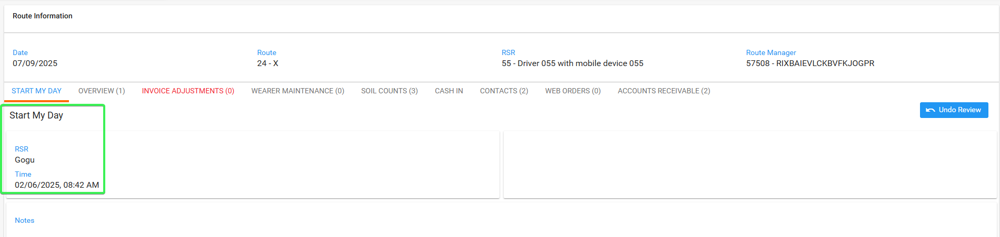 Route Information
Date
07/09/2025
Route
24 - X
RSR
55 - Driver 055 with mobile device 055
Route Manager
57508 - RIXBAIEVLCKBVFKJOGPR
START MY DAY
OVERVIEW (1)
INVOICE ADJUSTMENTS (0)
WEARER MAINTENANCE (0)
SOIL COUNTS (3)
CASH IN
CONTACTS (2)
WEB ORDERS (0)
ACCOUNTS RECEIVABLE (2)
Start My Day
Undo Review
RSR
Gogu
Time
02/06/2025, 08:42 AM
Notes